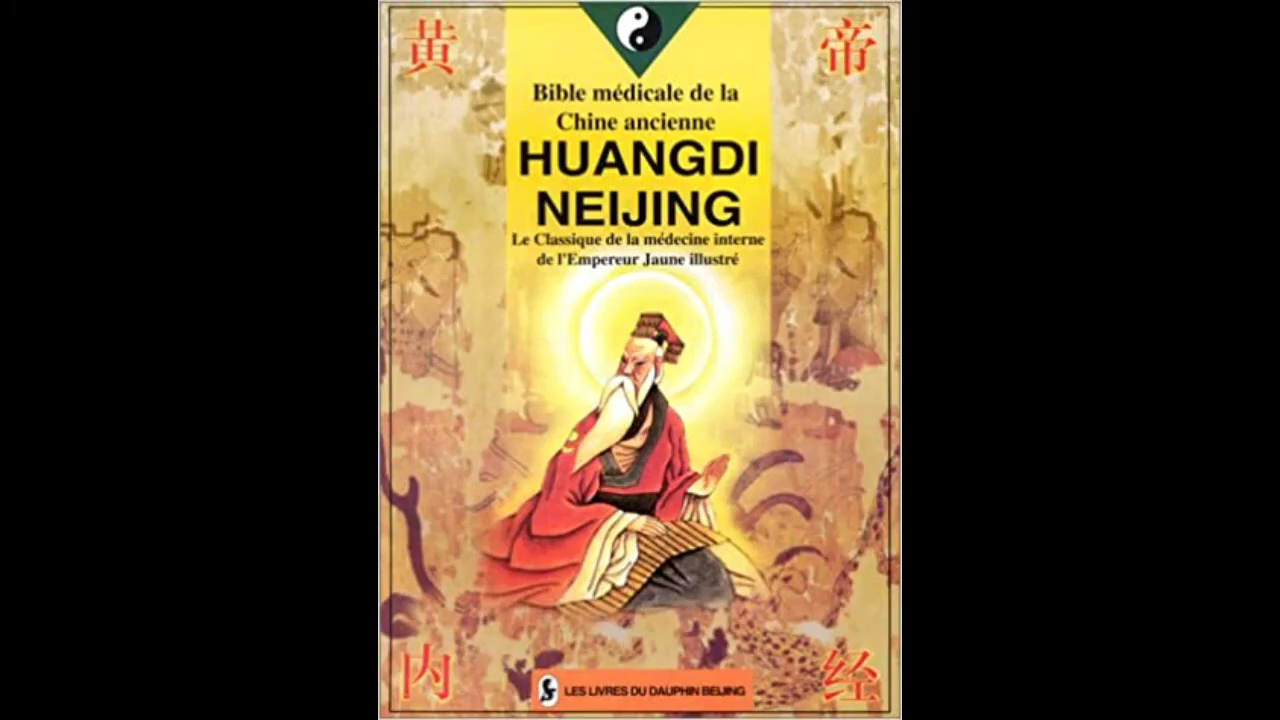 黄 帝
Bible médicale de la
Chine ancienne
HUANGDI
NEIJING
Le Classique de la médecine interne
de l'Empereur Jaune illustré
内 经
LES LIVRES DU DAUPHIN BEIJING